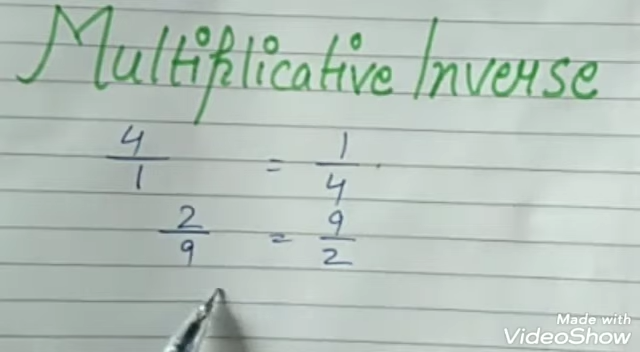 Multiplicative Inverse
4/1 = 1/4
2/9 = 9/2
Made with
VideoShow